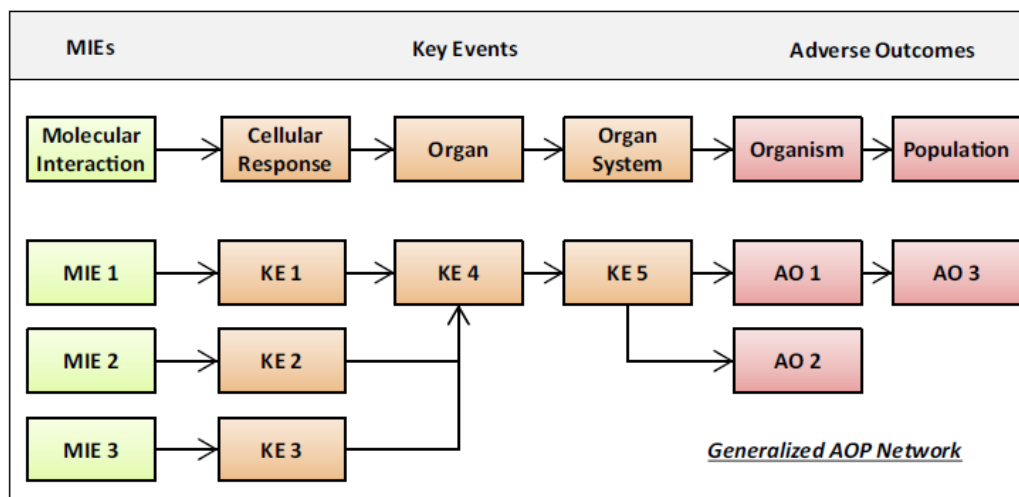 MIEs Key Events Adverse Outcomes
Molecular
Interaction
Cellular
Response
Organ
Organ
System
Organism
Population
MIE 1
KE 1
KE 4
KE 5
AO 1
AO 3
MIE 2
KE 2
AO 2
MIE 3
KE 3
Generalized AOP Network